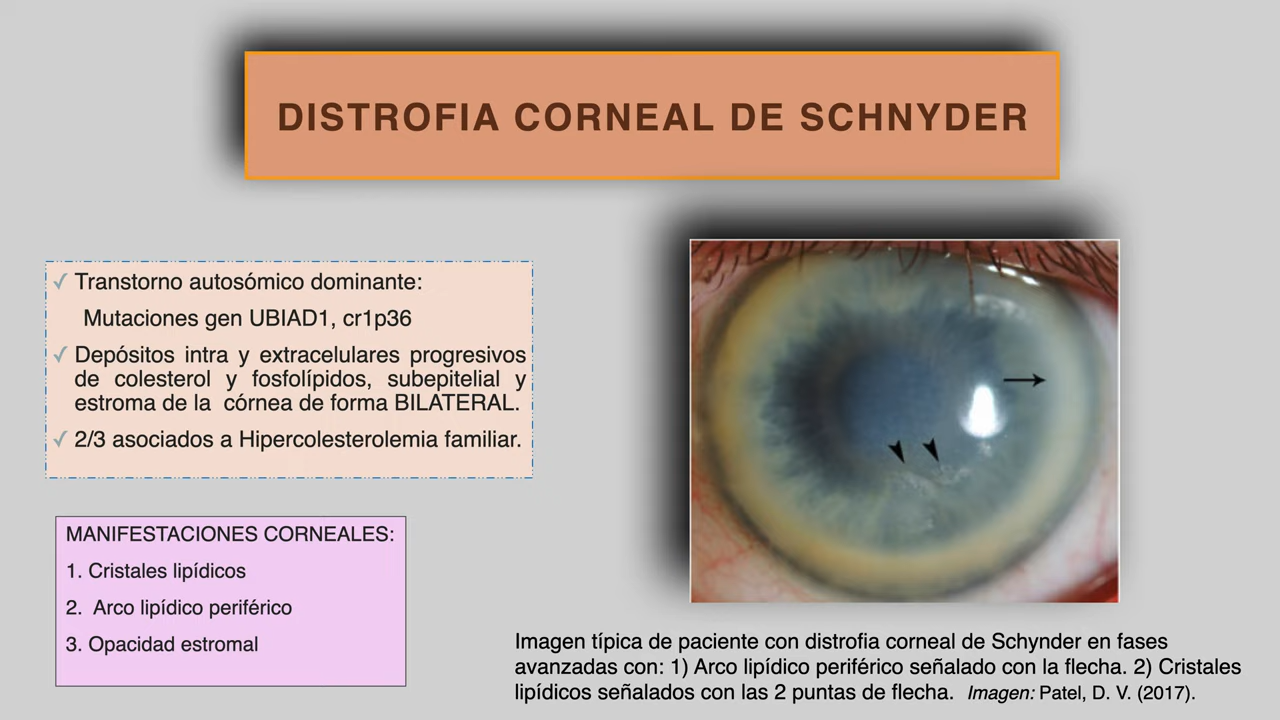 DISTROFIA CORNEAL DE SCHNYDER
✓ Transtorno autosómico dominante:
Mutaciones gen UBIAD1, cr1p36
✓ Depósitos intra y extracelulares progresivos
de colesterol y fosfolípidos, subepitelial y
estroma de la córnea de forma BILATERAL.
✓ 2/3 asociados a Hipercolesterolemia familiar.
MANIFESTACIONES CORNEALES:
1. Cristales lipídicos
2. Arco lipídico periférico
3. Opacidad estromal
Imagen típica de paciente con distrofia corneal de Schynder en fases
avanzadas con: 1) Arco lipídico periférico señalado con la flecha. 2) Cristales
lipídicos señalados con las 2 puntas de flecha. Imagen: Patel, D. V. (2017).